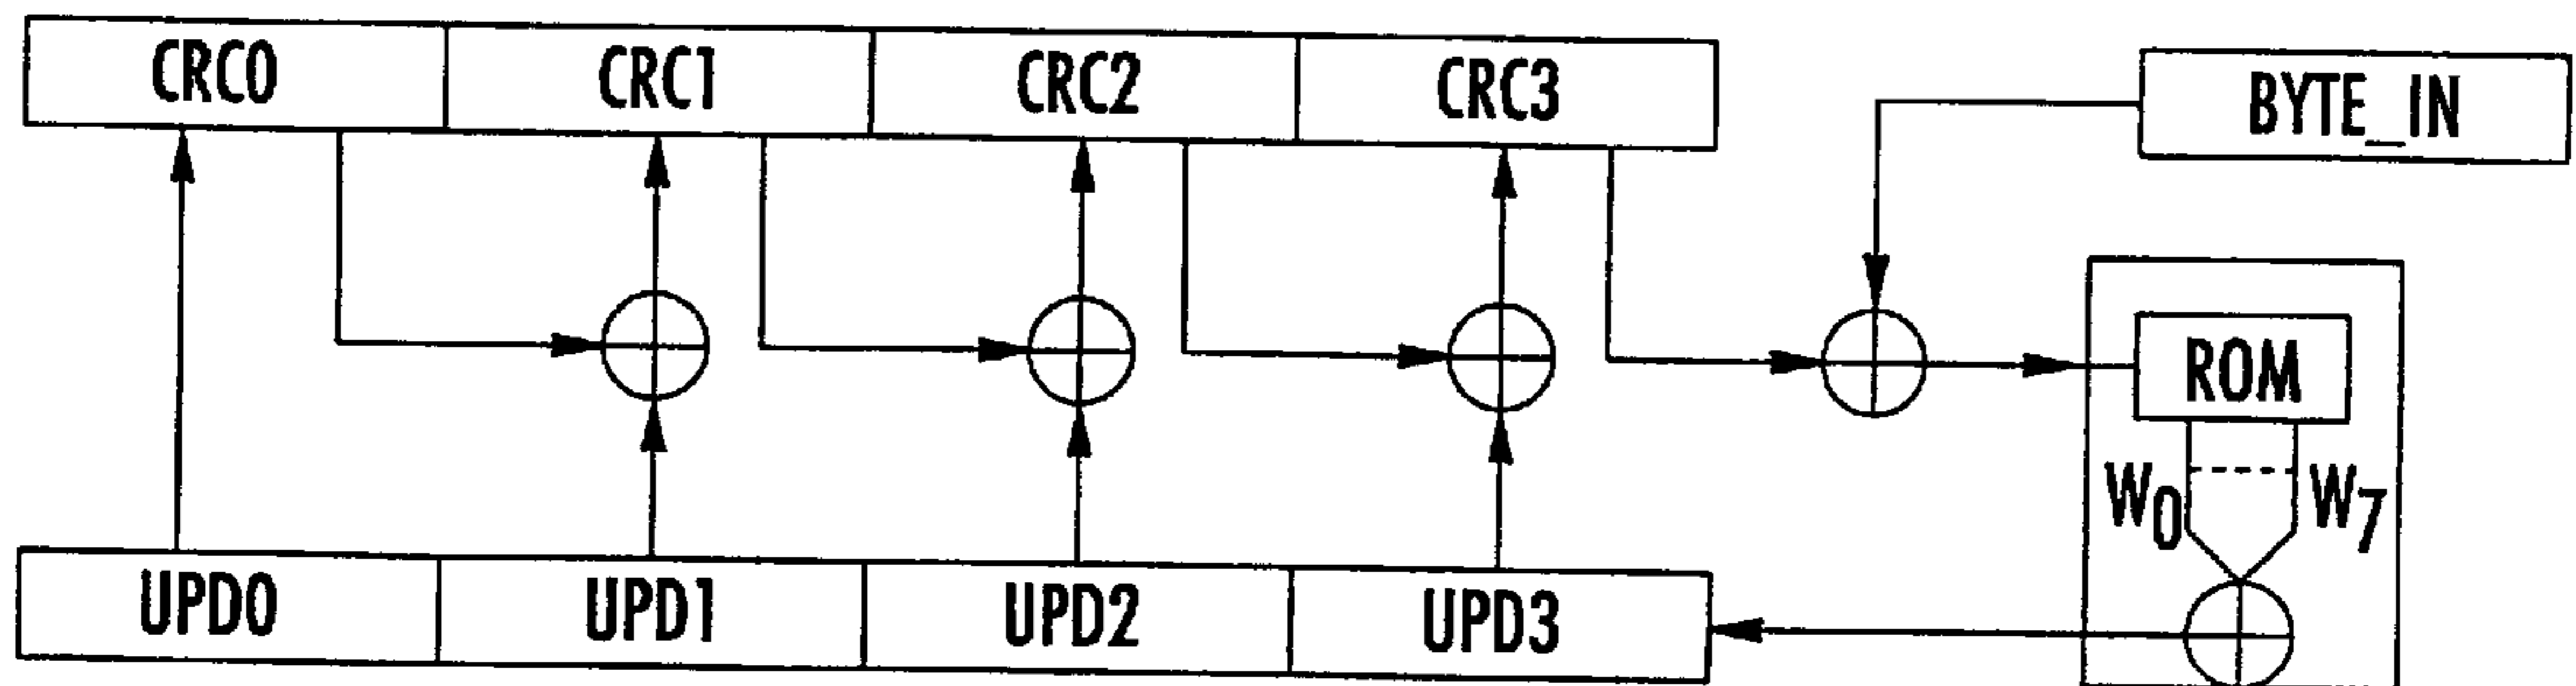 CRC0 CRC1 CRC2 CRC3 BYTE_IN
ROM
W0 W7
UPD0 UPD1 UPD2 UPD3